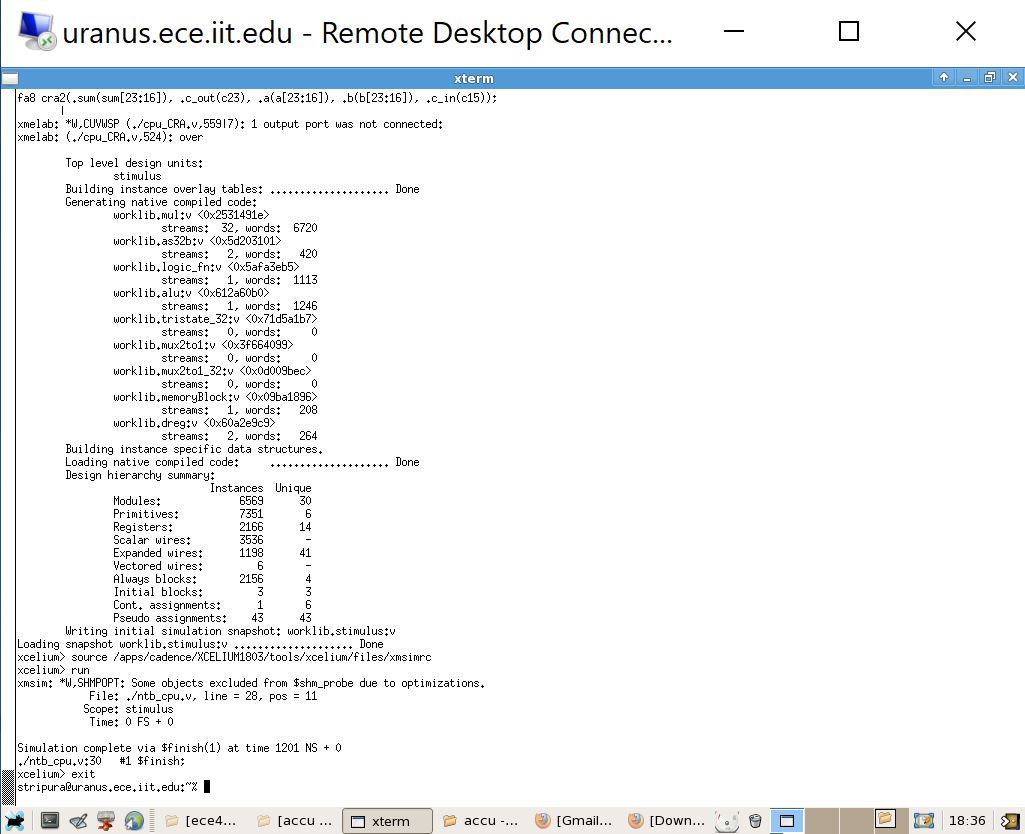 uranus.ece.iit.edu - Remote Desktop Connec...
xterm
fa8 cra2(.sum(sum[23:16]), .c_out(c23), .a(a[23:16]), .b(b[23:16]), .c_in(c15));
|
xmelab: *W,CUVWSP (./cpu_CRA.v,559|7): 1 output port was not connected:
xmelab: (./cpu_CRA.v,524): over
Top level design units:
stimulus
Building instance overlay tables: .................... Done
Generating native compiled code:
worklib.mul:v <0x2531491e>
streams: 32, words: 6720
worklib.as32b:v <0x5d203101>
streams: 2, words: 420
worklib.logic_fn:v <0x5afa3eb5>
streams: 1, words: 1113
worklib.alu:v <0x612a60b0>
streams: 1, words: 1246
worklib.tristate_32:v <0x71d5a1b7>
streams: 0, words: 0
worklib.mux2to1:v <0x3f664099>
streams: 0, words: 0
worklib.mux2to1_32:v <0x0d009bec>
streams: 0, words: 0
worklib.memoryBlock:v <0x09ba1896>
streams: 1, words: 208
worklib.dreg:v <0x60a2e9c9>
streams: 2, words: 264
Building instance specific data structures.
Loading native compiled code: .................... Done
Design hierarchy summary:
Instances Unique
Modules: 6569 30
Primitives: 7351 6
Registers: 2166 14
Scalar wires: 3536 -
Expanded wires: 1198 41
Vectored wires: 6 -
Always blocks: 2156 4
Initial blocks: 3 3
Cont. assignments: 1 6
Pseudo assignments: 43 43
Writing initial simulation snapshot: worklib.stimulus:v
Loading snapshot worklib.stimulus:v .................... Done
xcelium> source /apps/cadence/XCELIUM1803/tools/xcelium/files/xmsimrc
xcelium> run
xmsim: *W,SHMPOPT: Some objects excluded from $shm_probe due to optimizations.
File: ./ntb_cpu.v, line = 28, pos = 11
Scope: stimulus
Time: 0 FS + 0
Simulation complete via $finish(1) at time 1201 NS + 0
./ntb_cpu.v:30 #1 $finish;
xcelium> exit
stripura@uranus.ece.iit.edu:~%
[ece4... [accu ... xterm accu -... [Gmail... [Down... 18:36